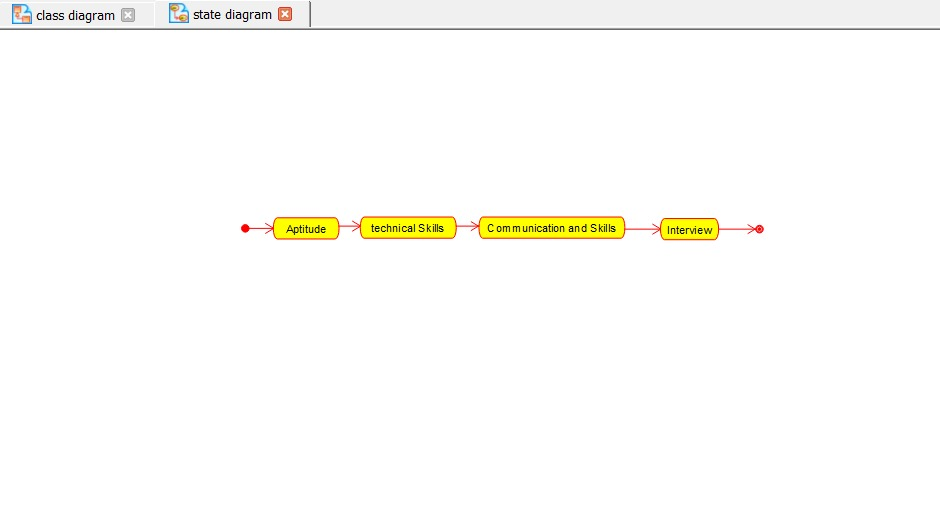 class diagram
state diagram
Aptitude
technical Skills
Communication and Skills
Interview